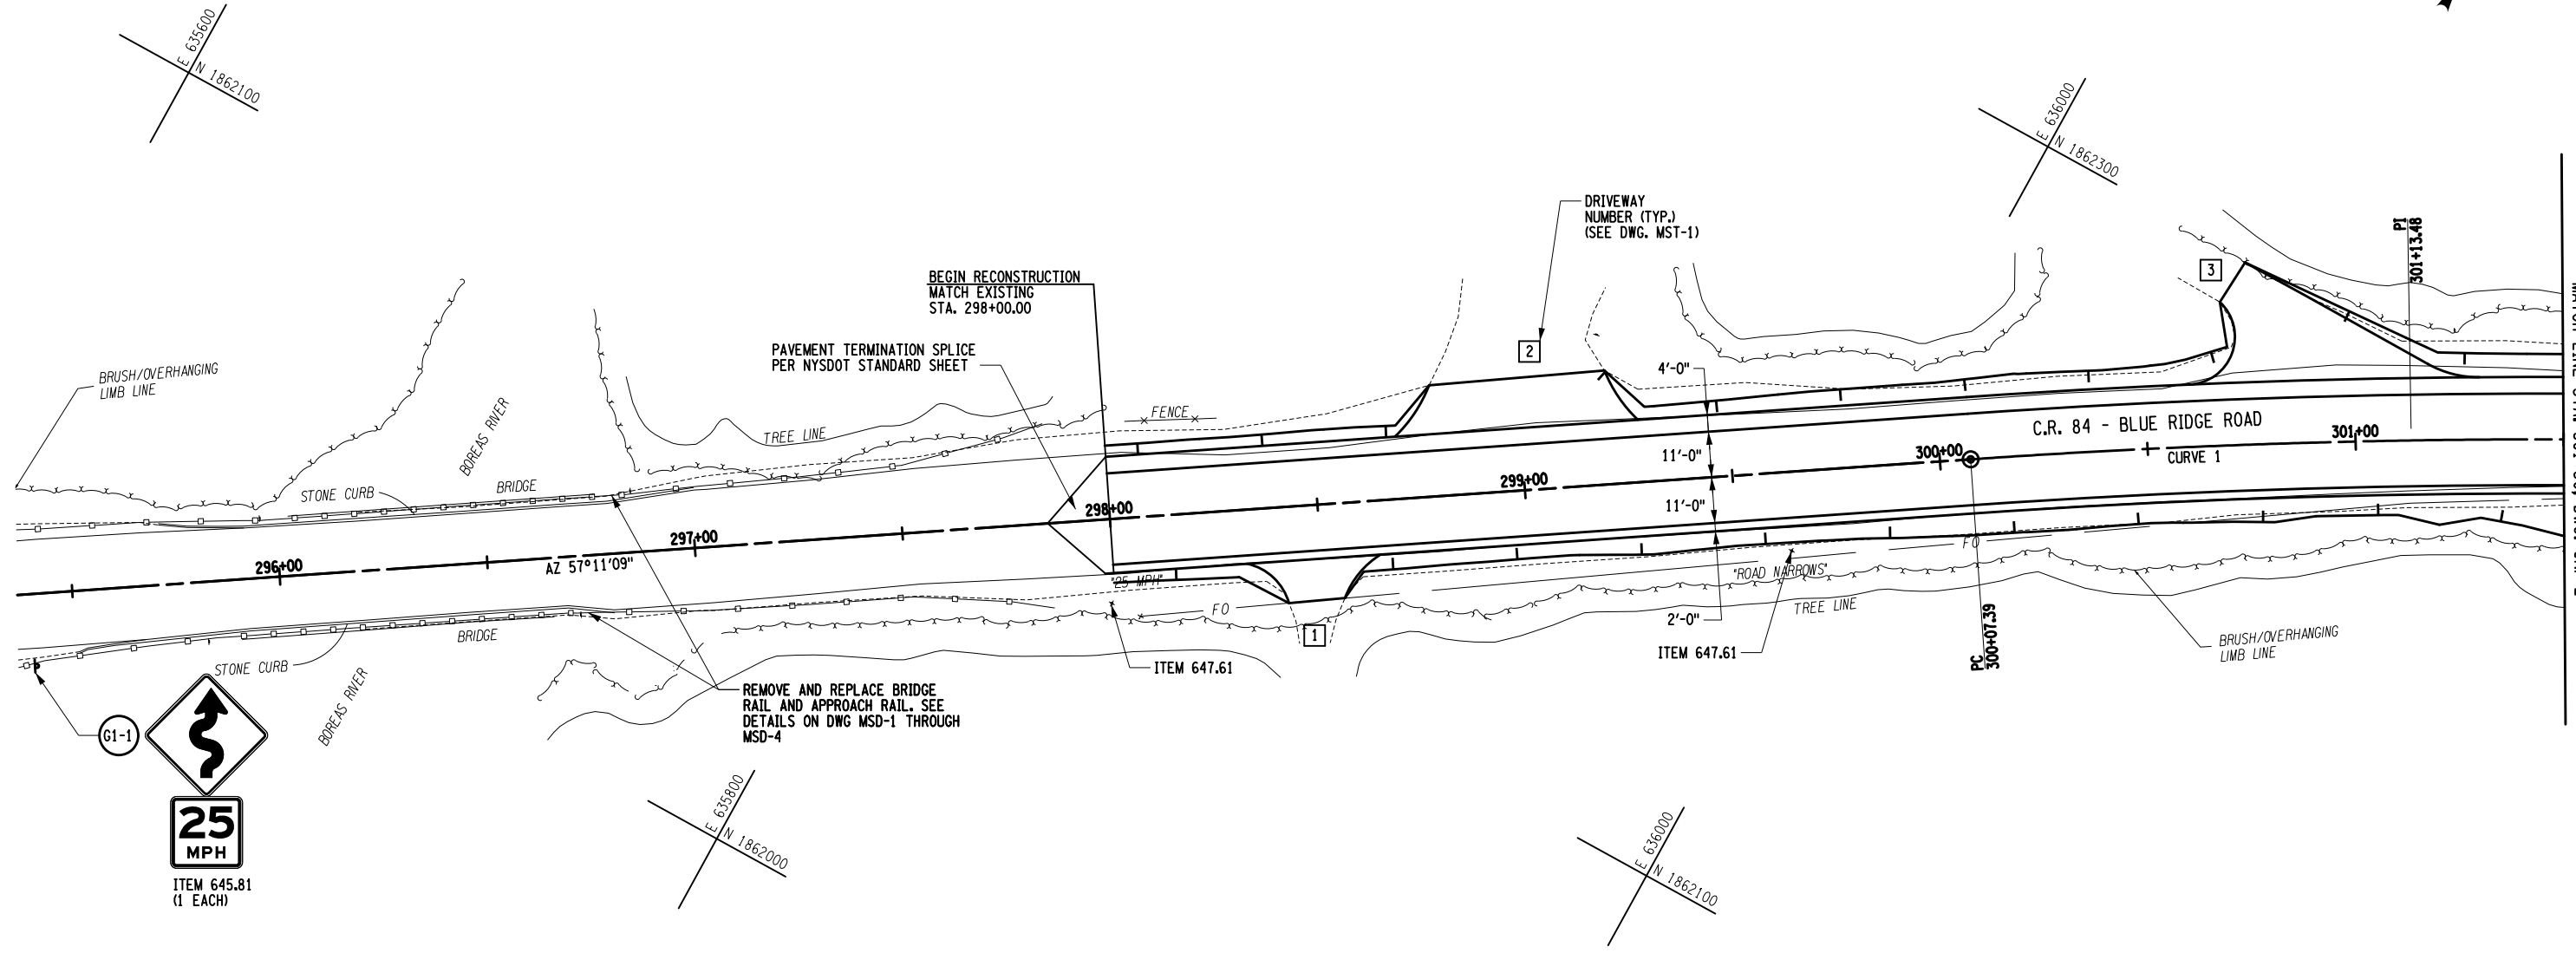 E 635600
N 1862100
E 636000
N 1862300
DRIVEWAY
NUMBER (TYP.)
(SEE DWG. MST-1)
PI
301+13.48
3
BEGIN RECONSTRUCTION
MATCH EXISTING
STA. 298+00.00
2
PAVEMENT TERMINATION SPLICE
PER NYSDOT STANDARD SHEET
4'-0"
BRUSH/OVERHANGING
LIMB LINE
BOREAS RIVER
TREE LINE
FENCE
C.R. 84 - BLUE RIDGE ROAD
301+00
CURVE 1
300+00
11'-0"
299+00
11'-0"
298+00
STONE CURB
BRIDGE
297+00
296+00
AZ 57°11'09"
"25 MPH"
FO
"ROAD NARROWS"
FO
TREE LINE
2'-0"
1
ITEM 647.61
ITEM 647.61
PC
300+07.39
BRUSH/OVERHANGING
LIMB LINE
BRIDGE
STONE CURB
BOREAS RIVER
REMOVE AND REPLACE BRIDGE
RAIL AND APPROACH RAIL. SEE
DETAILS ON DWG MSD-1 THROUGH
MSD-4
G1-1
25
MPH
ITEM 645.81
(1 EACH)
E 635800
N 1862000
E 636000
N 1862100